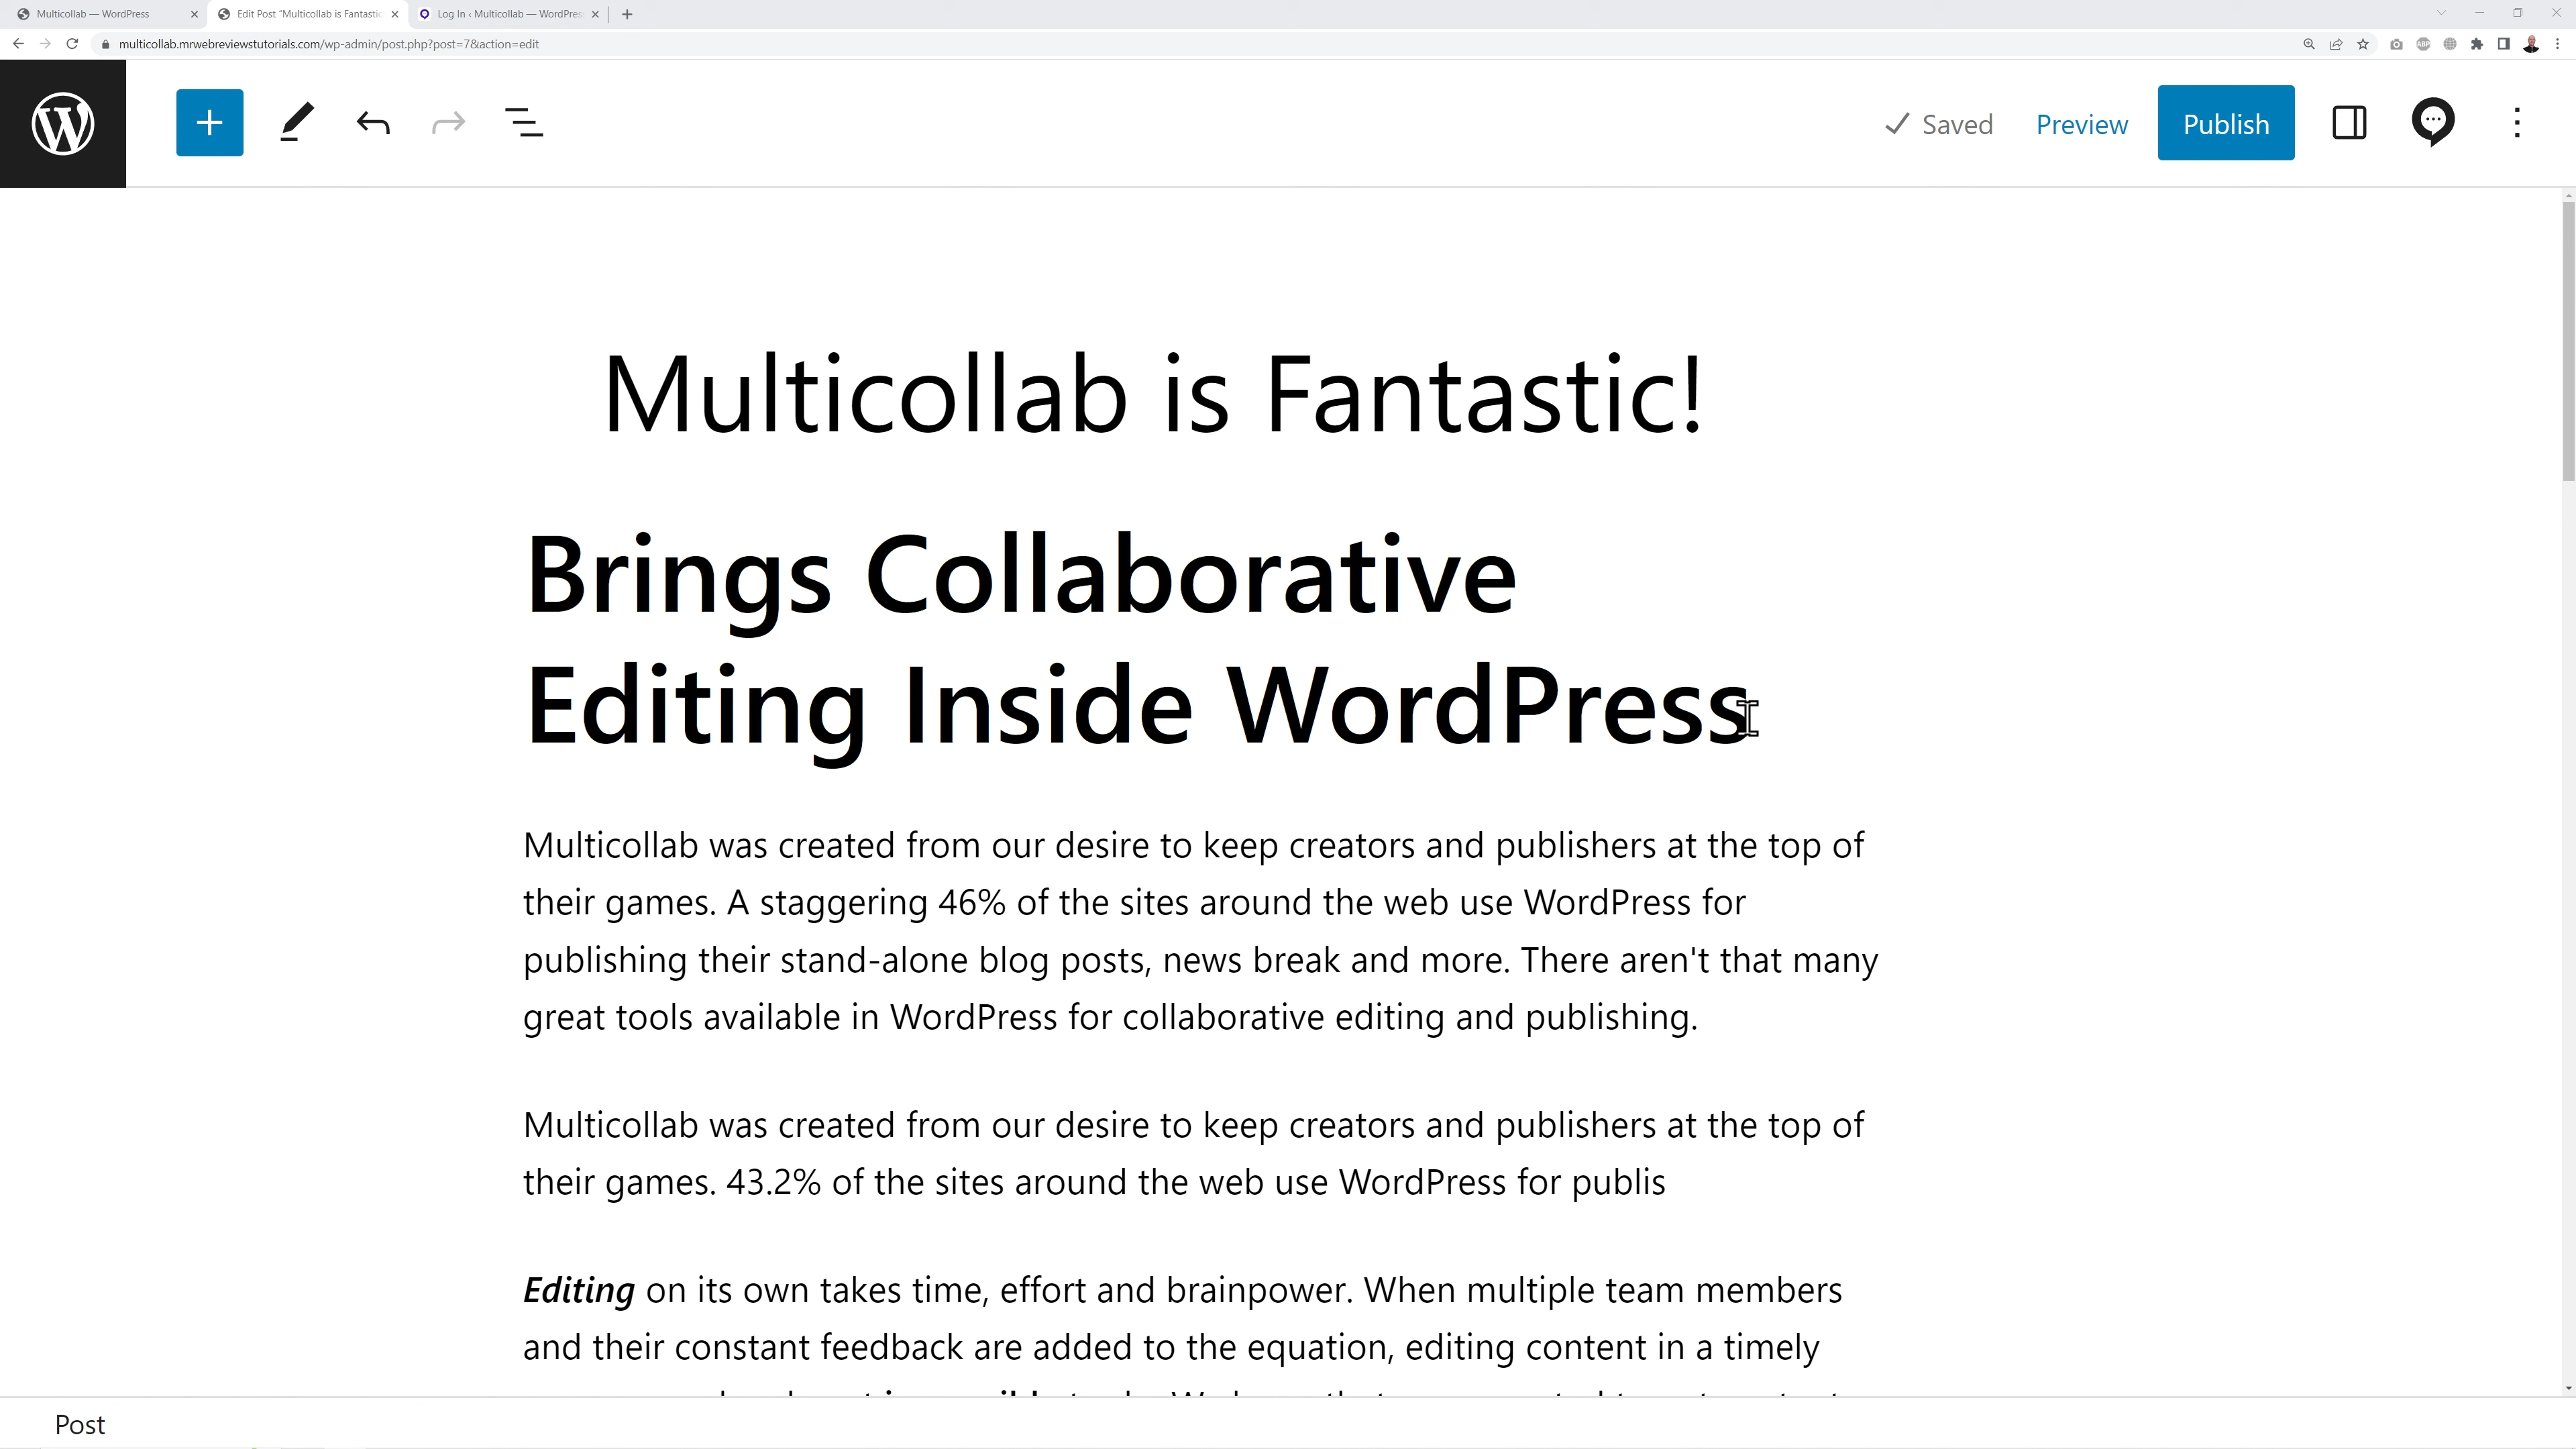 Multicollab — WordPress
Edit Post "Multicollab is Fantastic
Log In ‹ Multicollab — WordPres
multicollab.mrwebreviewstutorials.com/wp-admin/post.php?post=7&action=edit
ABP
Saved
Preview
Publish
Multicollab is Fantastic!
Brings Collaborative
Editing Inside WordPress
Multicollab was created from our desire to keep creators and publishers at the top of
their games. A staggering 46% of the sites around the web use WordPress for
publishing their stand-alone blog posts, news break and more. There aren't that many
great tools available in WordPress for collaborative editing and publishing.
Multicollab was created from our desire to keep creators and publishers at the top of
their games. 43.2% of the sites around the web use WordPress for publis
Editing on its own takes time, effort and brainpower. When multiple team members
and their constant feedback are added to the equation, editing content in a timely
Post